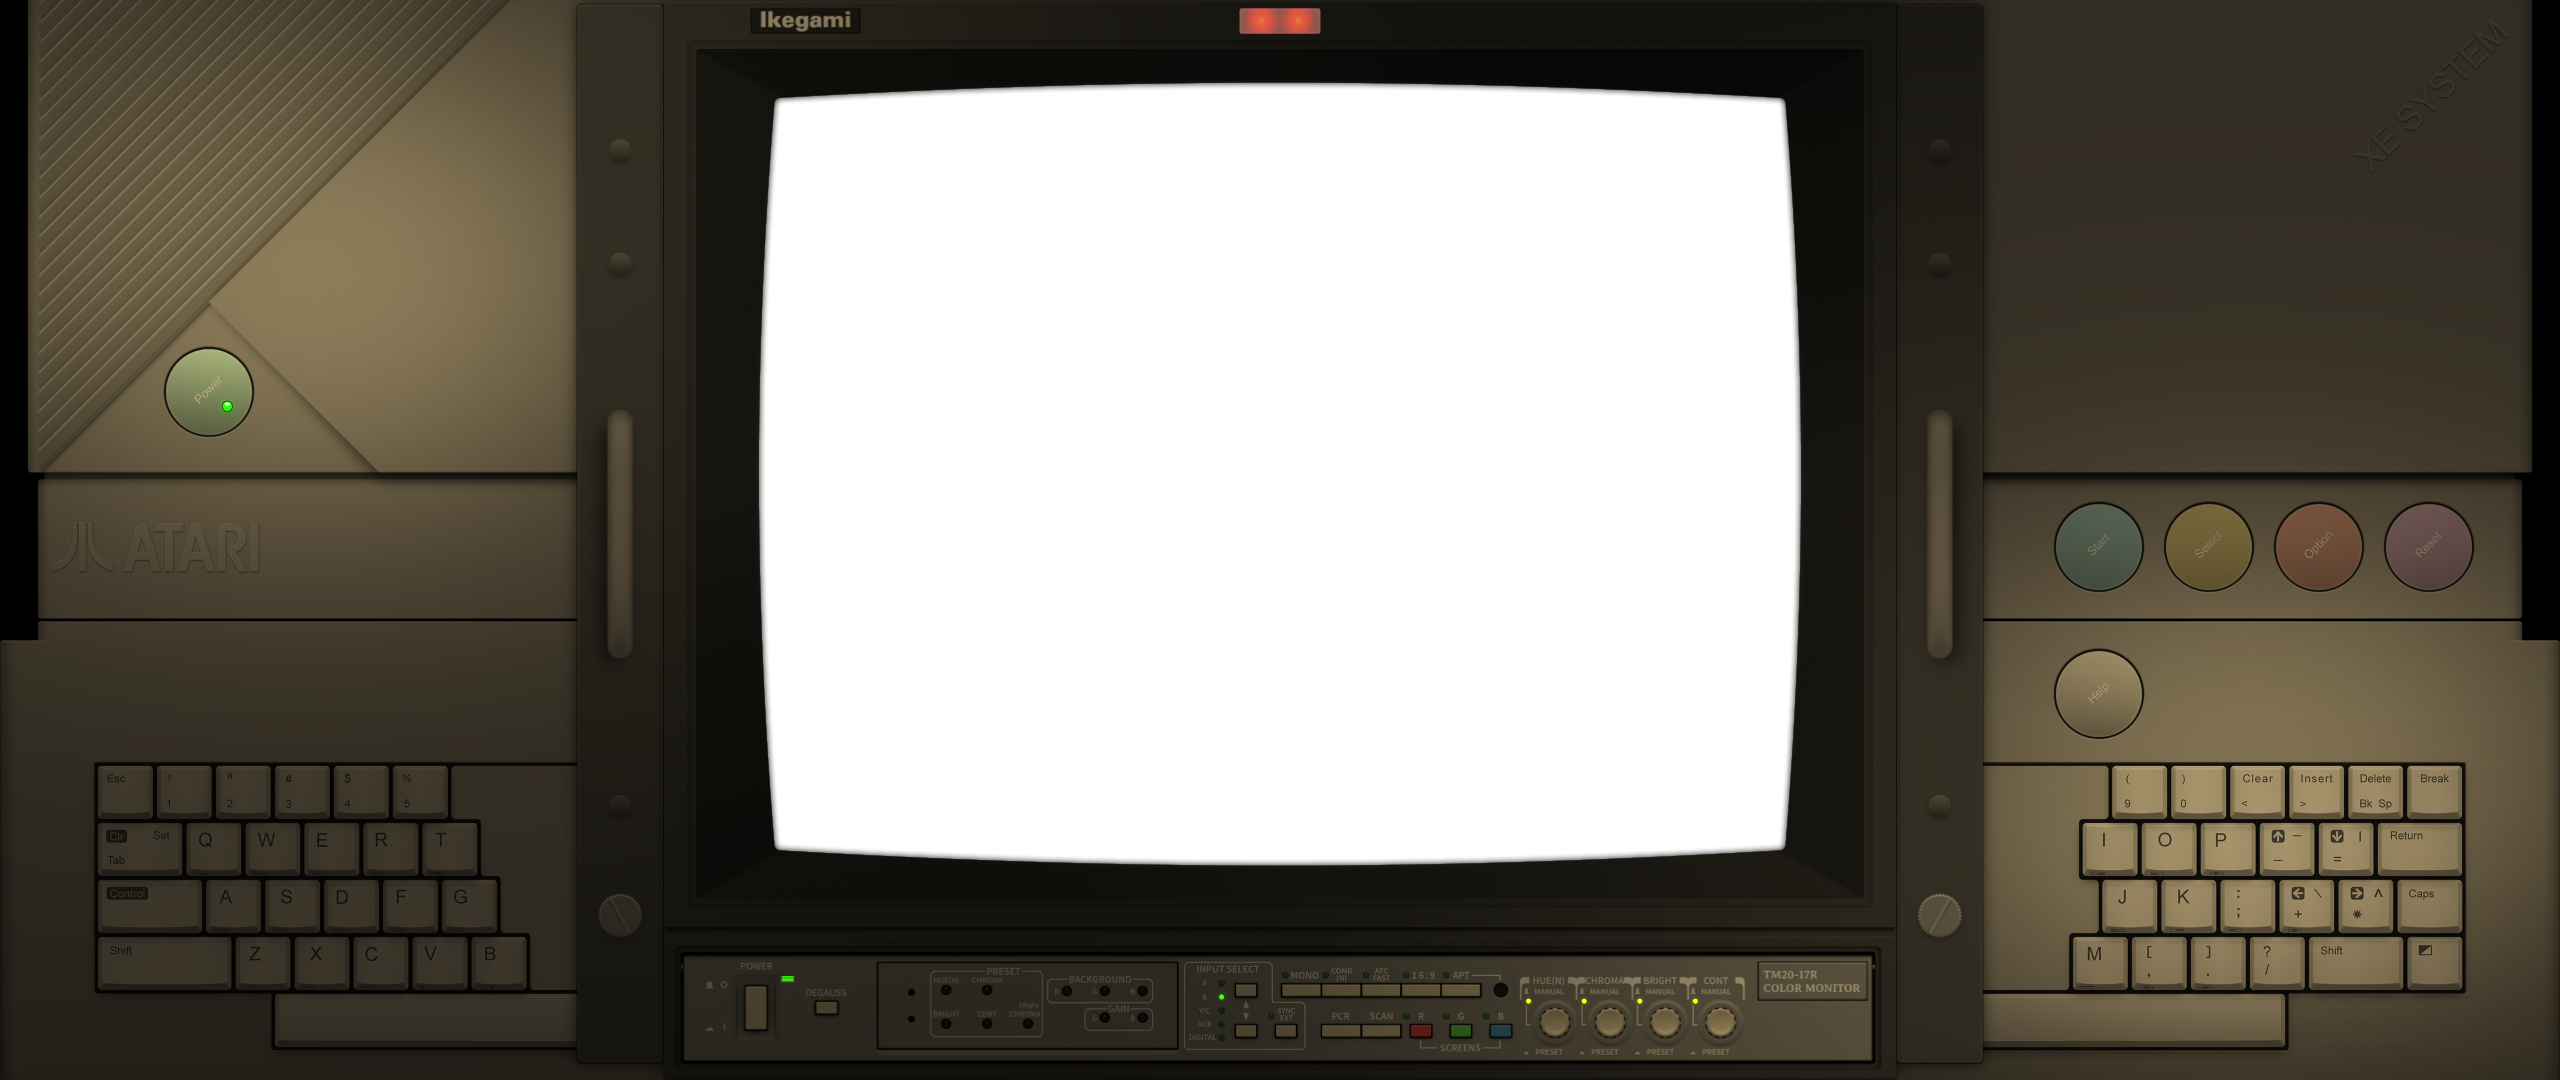 Ikegami
XE SYSTEM
Power
ATARI
Start
Select
Option
Reset
Help
Esc
!
1
"
2
#
3
$
4
%
5
(
9
)
0
Clear
<
Insert
>
Delete
Bk Sp
Break
Clr Set
Tab
Q
W
E
R
T
I
O
P
–
_
|
=
Return
Control
A
S
D
F
G
J
K
:
;
\
+
^
*
Caps
Shift
Z
X
C
V
B
M
[
,
]
.
?
/
Shift
POWER
DEGAUSS
PRESET
HUE(N) CHROMA
BRIGHT CONT YPbPr
CHROMA
BACKGROUND
R G B
GAIN
G B
INPUT SELECT
A
B
Y/C
AUX
DIGITAL
SYNC
EXT
MONO COMB
(N) AFC
FAST 16:9 APT
PCR SCAN R G B
SCREENS
HUE(N) CHROMA BRIGHT CONT
MANUAL MANUAL MANUAL MANUAL
PRESET PRESET PRESET PRESET
TM20-17R
COLOR MONITOR